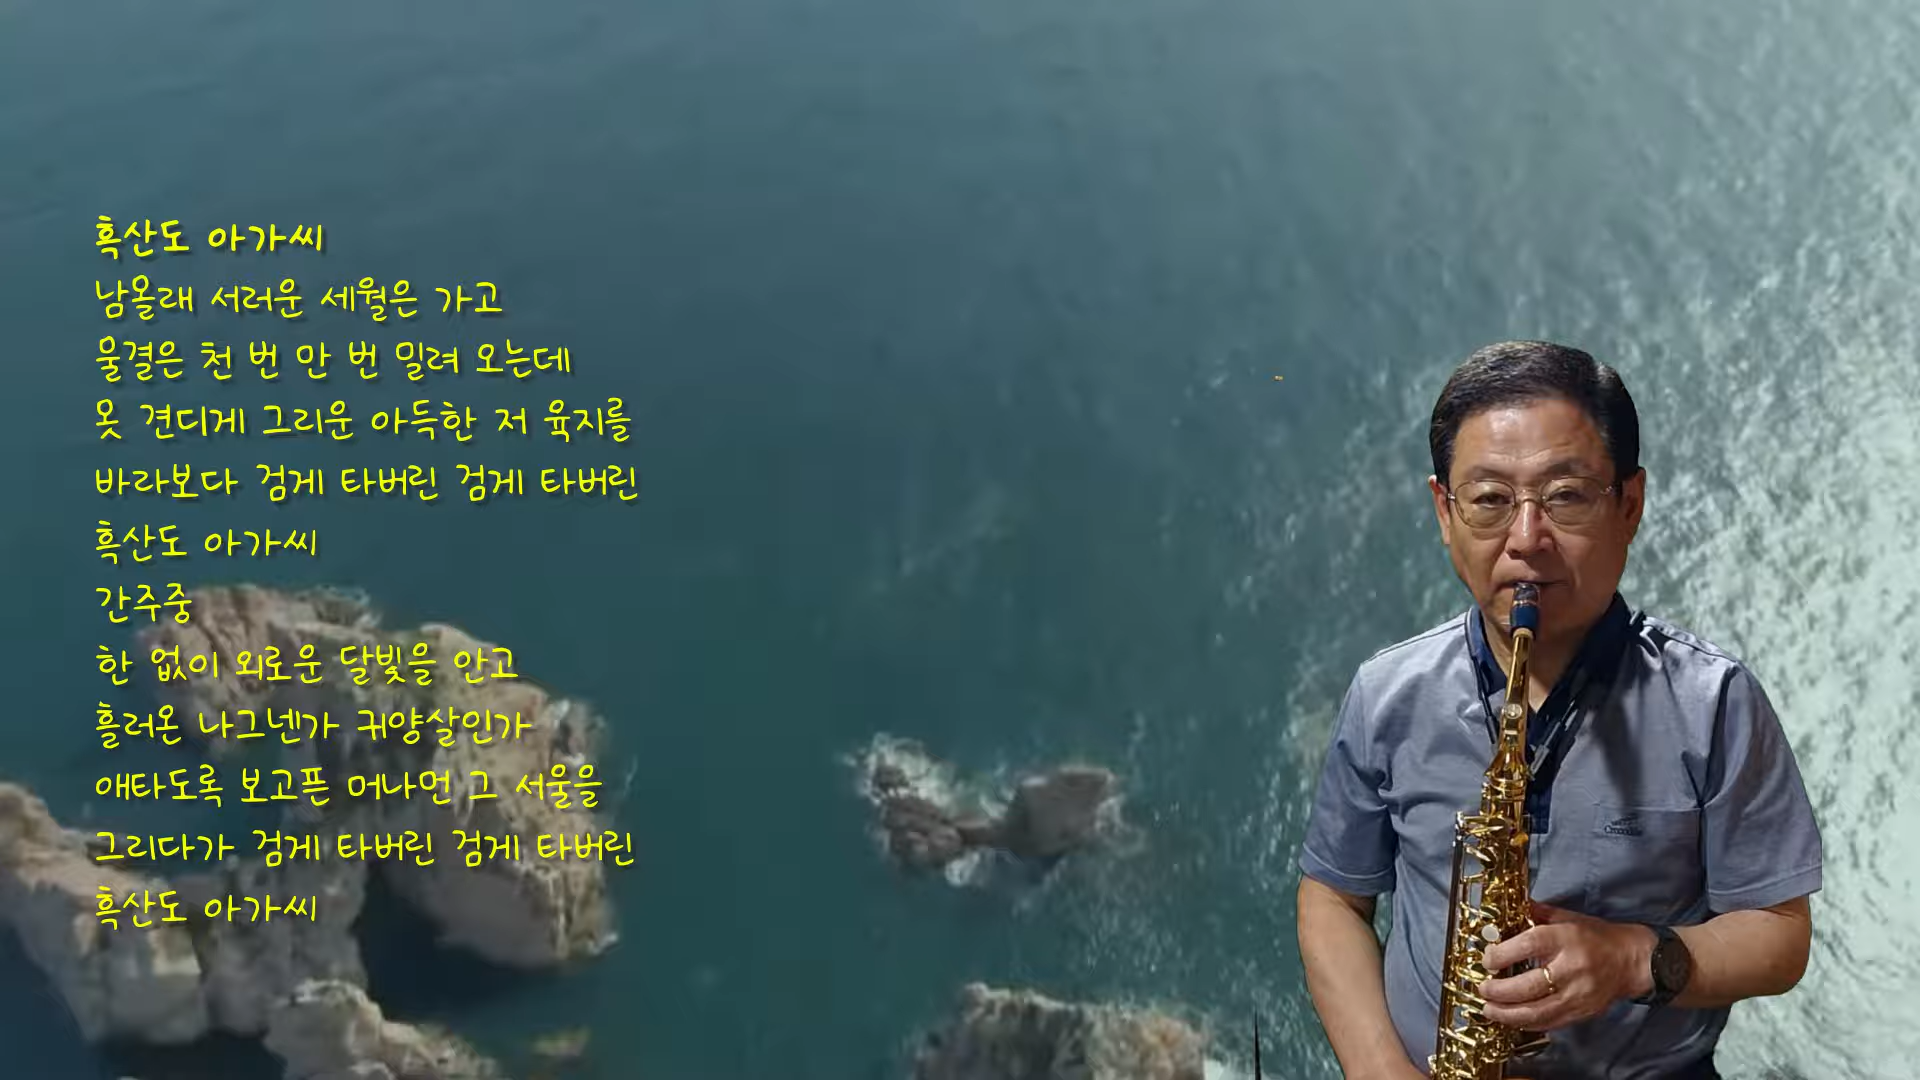 흑산도 아가씨
남몰래 서러운 세월은 가고
물결은 천 번 만 번 밀려 오는데
못 견디게 그리운 아득한 저 육지를
바라보다 검게 타버린 검게 타버린
흑산도 아가씨
간주중
한 없이 외로운 달빛을 안고
흘러온 나그넨가 귀양살인가
애타도록 보고픈 머나먼 그 서울을
그리다가 검게 타버린 검게 타버린
흑산도 아가씨